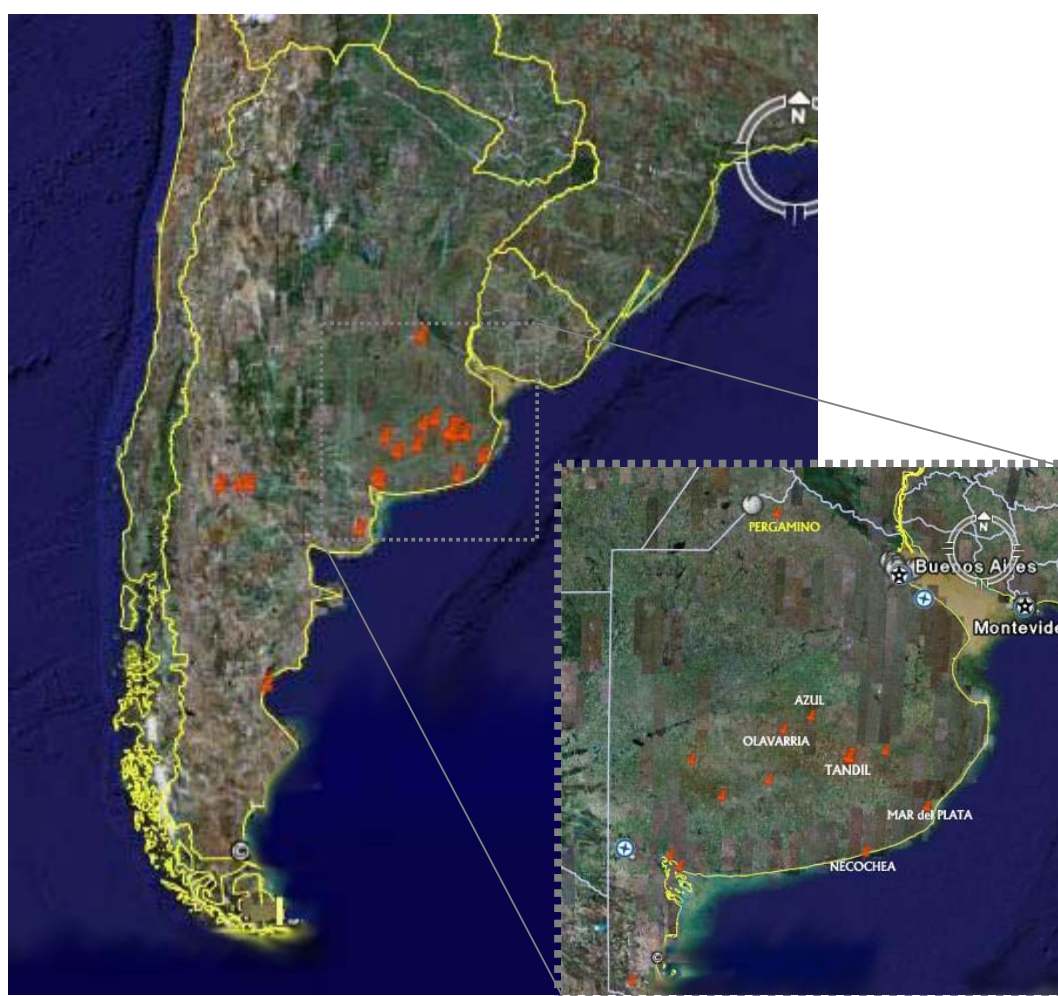 N
N
PERGAMINO
Buenos Aires
Montevide
AZUL
OLAVARRIA
TANDIL
MAR del PLATA
NECOCHEA
©
©